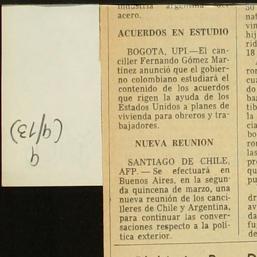 industria argentina del
acero.
ACUERDOS EN ESTUDIO
BOGOTA, UPI.—El can-
ciller Fernando Gómez Mar-
tínez anunció que el gobier-
no colombiano estudiará el
contenido de los acuerdos
que rigen la ayuda de los
Estados Unidos a planes de
vivienda para obreros y tra-
bajadores.
NUEVA REUNION
SANTIAGO DE CHILE,
AFP. — Se efectuará en
Buenos Aires, en la segun-
da quincena de marzo, una
nueva reunión de los canci-
lleres de Chile y Argentina,
para continuar las conver-
saciones respecto a la polí-
tica exterior.
9
(9/13)